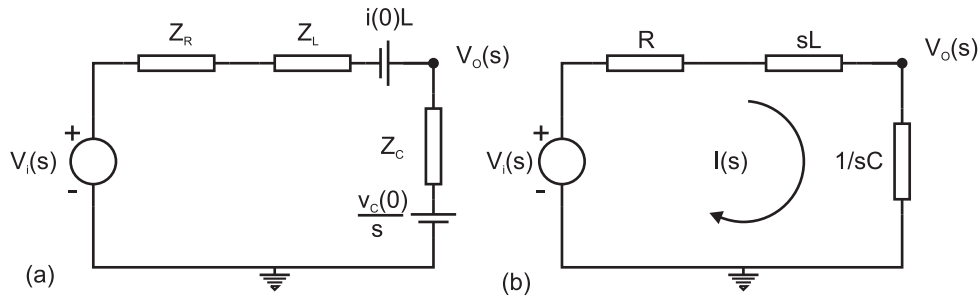 i(0)L
Z_R
Z_L
V_O(s)
+
V_i(s)
-
Z_C
v_C(0)
s
(a)
R
sL
V_O(s)
+
V_i(s)
-
I(s)
1/sC
(b)